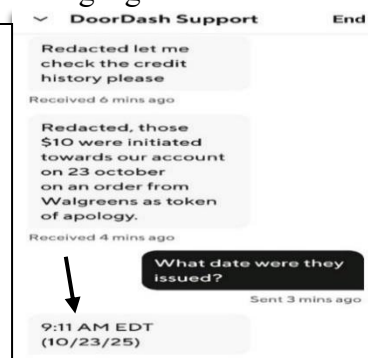 DoorDash Support End
Redacted let me
check the credit
history please
Received 6 mins ago
Redacted, those
$10 were initiated
towards our account
on 23 october
on an order from
Walgreens as token
of apology.
Received 4 mins ago
What date were they
issued?
Sent 3 mins ago
9:11 AM EDT
(10/23/25)